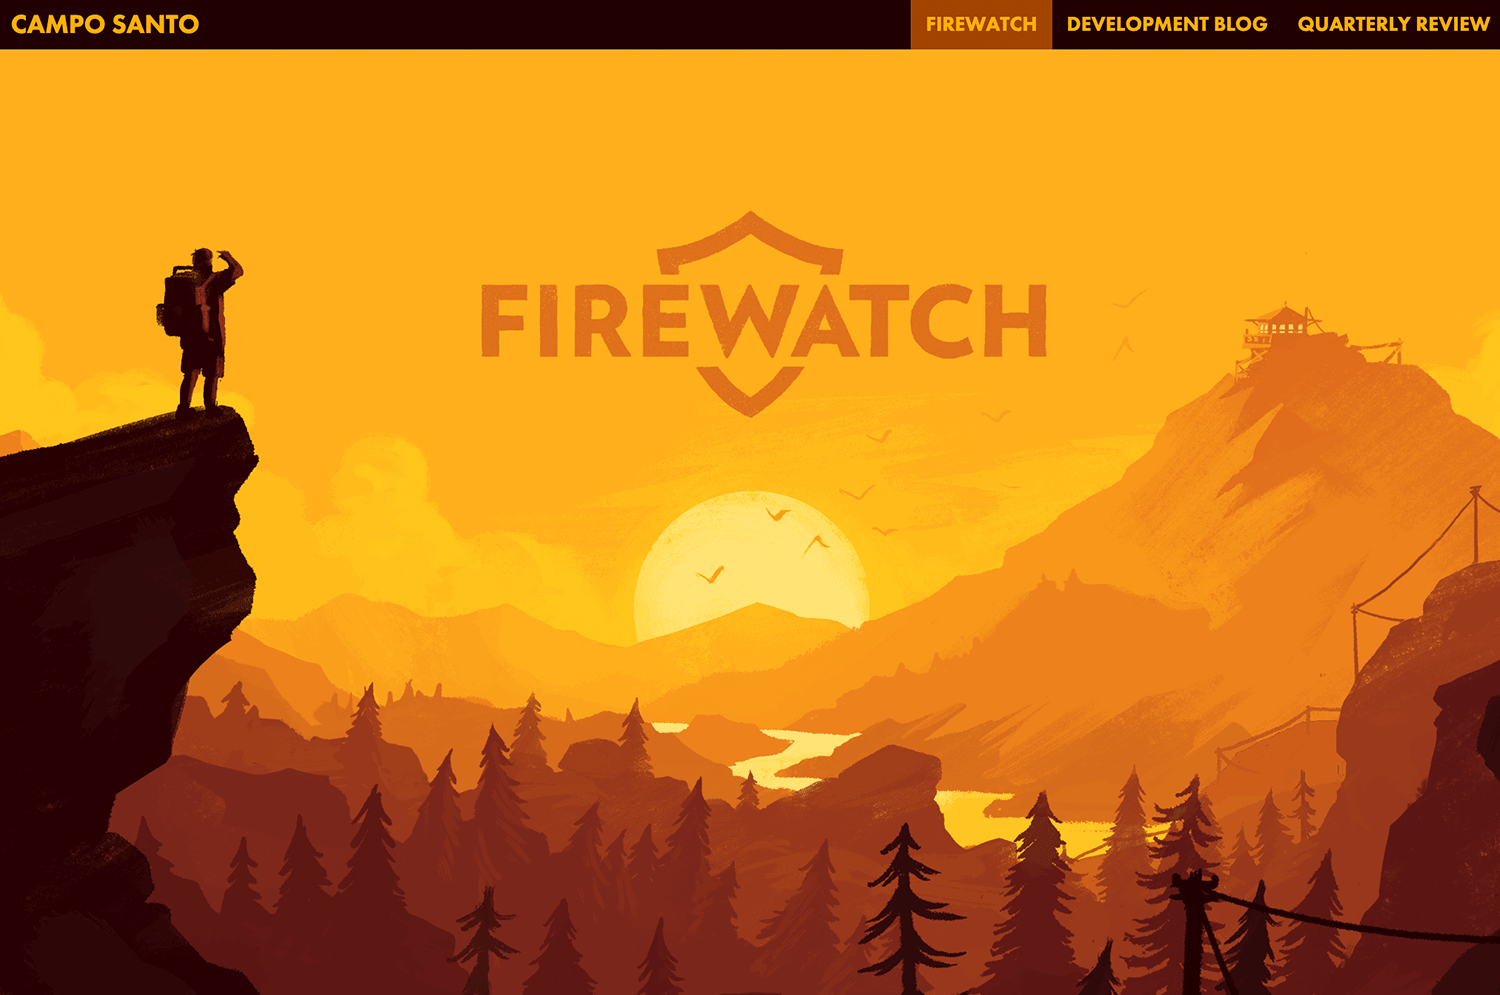 CAMPO SANTO
FIREWATCH DEVELOPMENT BLOG QUARTERLY REVIEW
FIREWATCH